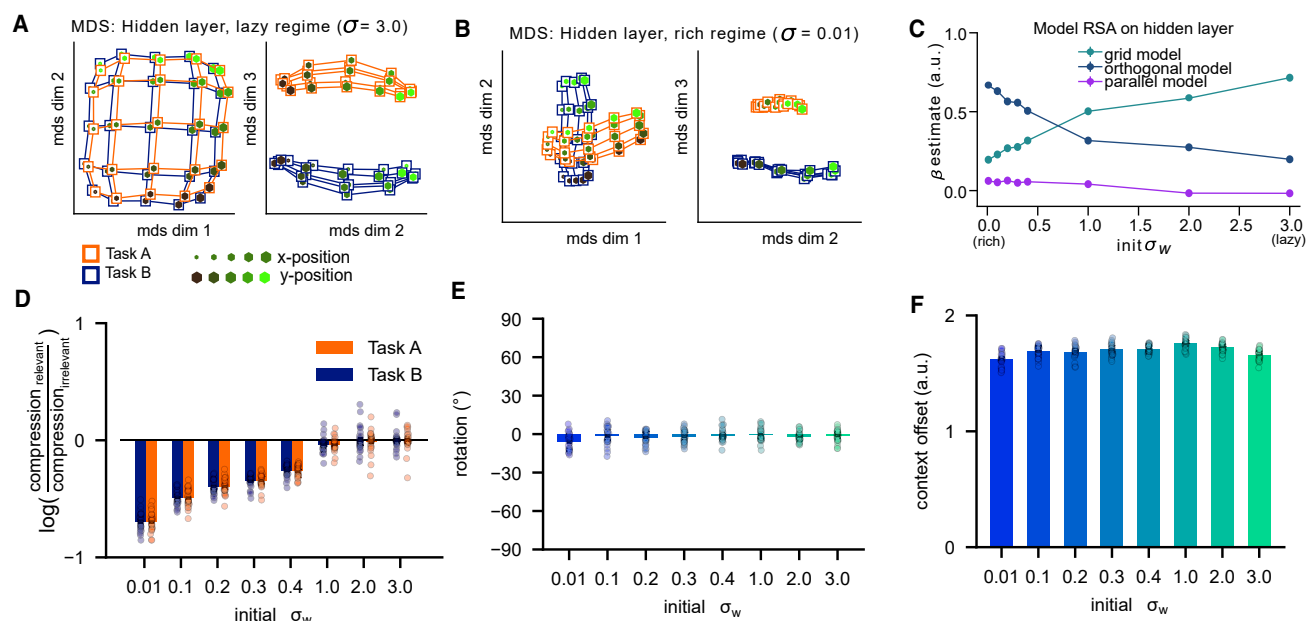 A
MDS: Hidden layer, lazy regime (σ= 3.0)
mds dim 2
mds dim 1
mds dim 3
mds dim 2
Task A
Task B
x-position
y-position
B
MDS: Hidden layer, rich regime (σ = 0.01)
mds dim 2
mds dim 1
mds dim 3
mds dim 2
C
Model RSA on hidden layer
grid model
orthogonal model
parallel model
β estimate (a.u.)
1.0
0.5
0.0
0.0 0.5 1.0 1.5 2.0 2.5 3.0
(rich) (lazy)
init σw
D
log( compression relevant / compression irrelevant )
1
0
−1
Task A
Task B
0.01 0.1 0.2 0.3 0.4 1.0 2.0 3.0
initial σw
E
rotation (°)
90
60
30
0
−30
−60
−90
0.01 0.1 0.2 0.3 0.4 1.0 2.0 3.0
initial σw
F
context offset (a.u.)
2
1
0
0.01 0.1 0.2 0.3 0.4 1.0 2.0 3.0
initial σw